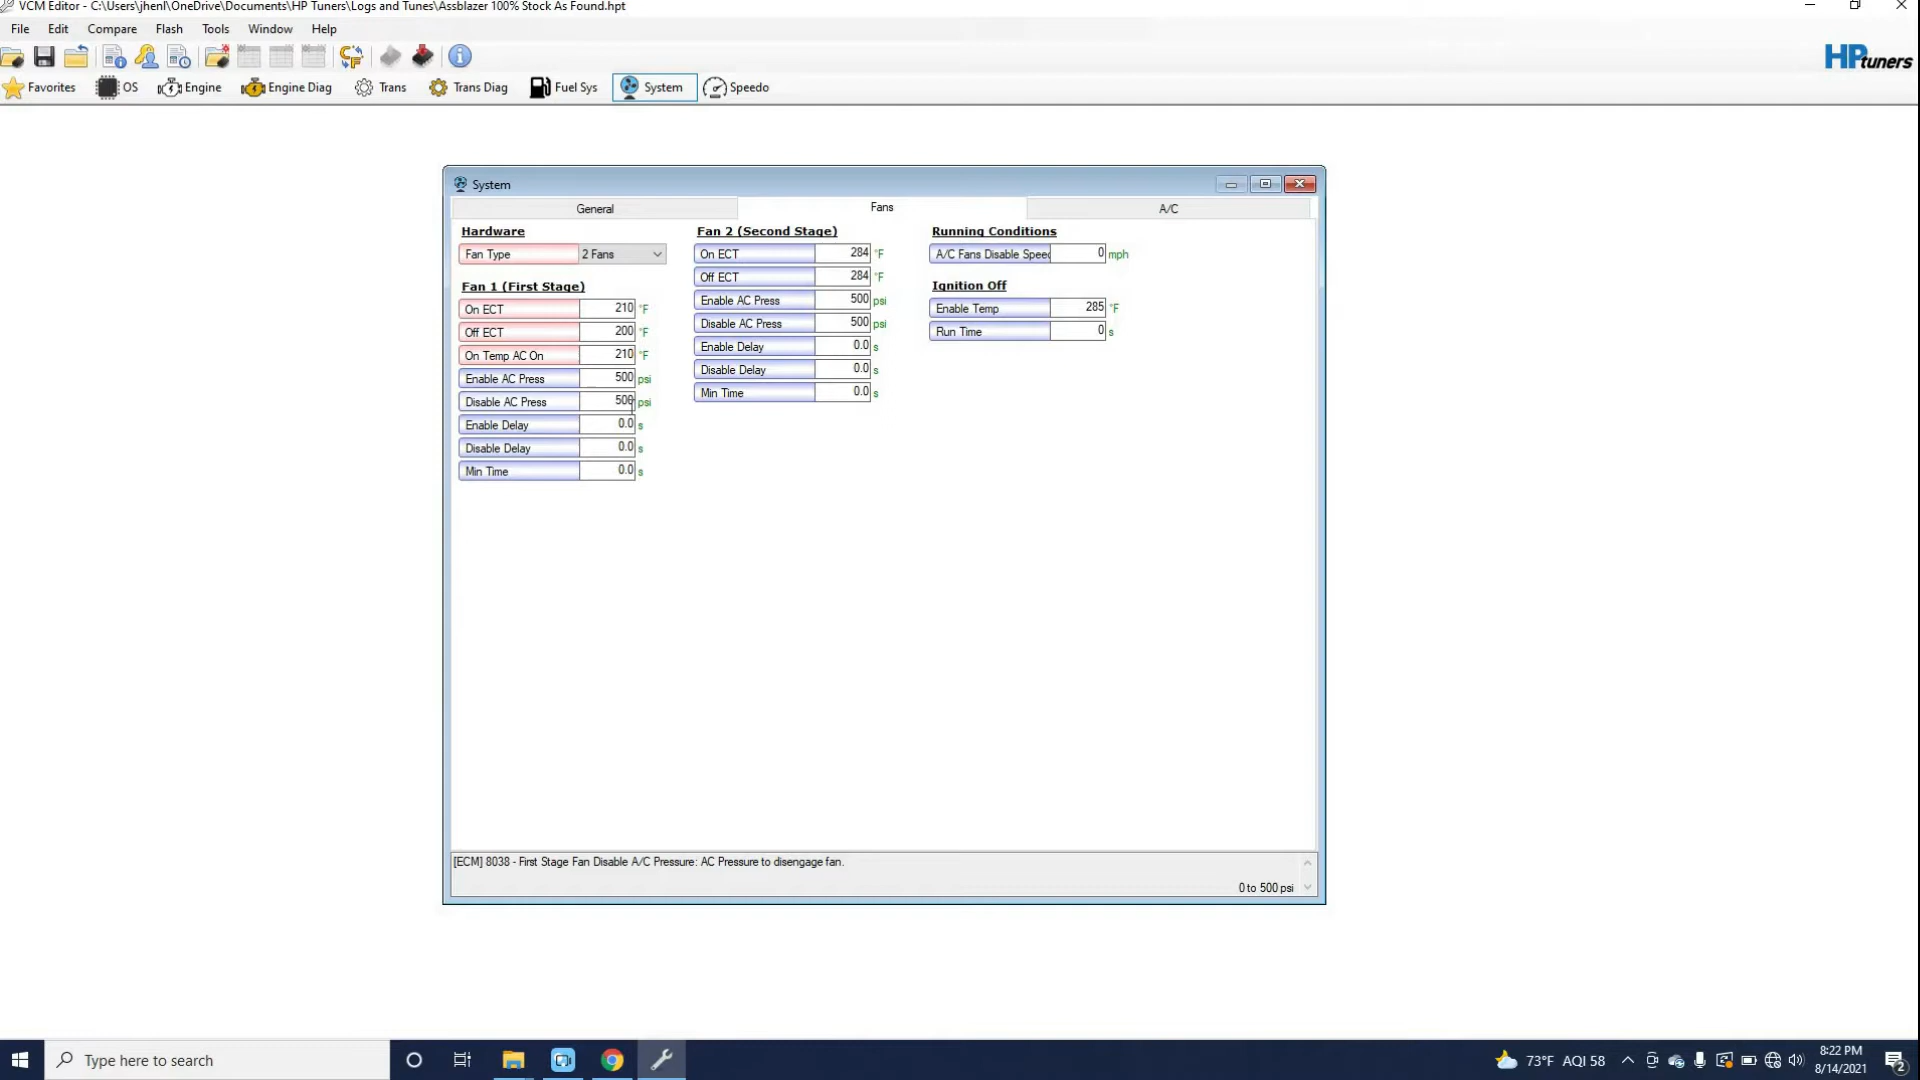 VCM Editor - C:\Users\jhenl\OneDrive\Documents\HP Tuners\Logs and Tunes\Assblazer 100% Stock As Found.hpt
File Edit Compare Flash Tools Window Help
HPtuners
Favorites OS Engine Engine Diag Trans Trans Diag Fuel Sys System Speedo
System
General Fans A/C
Hardware
Fan Type 2 Fans
Fan 1 (First Stage)
On ECT 210 °F
Off ECT 200 °F
On Temp AC On 210 °F
Enable AC Press 500 psi
Disable AC Press 500 psi
Enable Delay 0.0 s
Disable Delay 0.0 s
Min Time 0.0 s
Fan 2 (Second Stage)
On ECT 284 °F
Off ECT 284 °F
Enable AC Press 500 psi
Disable AC Press 500 psi
Enable Delay 0.0 s
Disable Delay 0.0 s
Min Time 0.0 s
Running Conditions
A/C Fans Disable Speed 0 mph
Ignition Off
Enable Temp 285 °F
Run Time 0 s
[ECM] 8038 - First Stage Fan Disable A/C Pressure: AC Pressure to disengage fan.
0 to 500 psi
Type here to search
73°F AQI 58
8:22 PM
8/14/2021
2